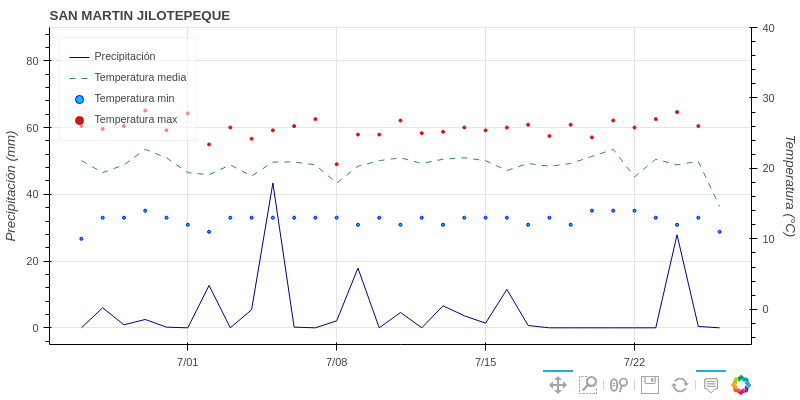 SAN MARTIN JILOTEPEQUE
Precipitación
Temperatura media
Temperatura min
Temperatura max
Precipitación (mm)
80
60
40
20
0
40
30
20
10
0
Temperatura (°C)
7/01
7/08
7/15
7/22